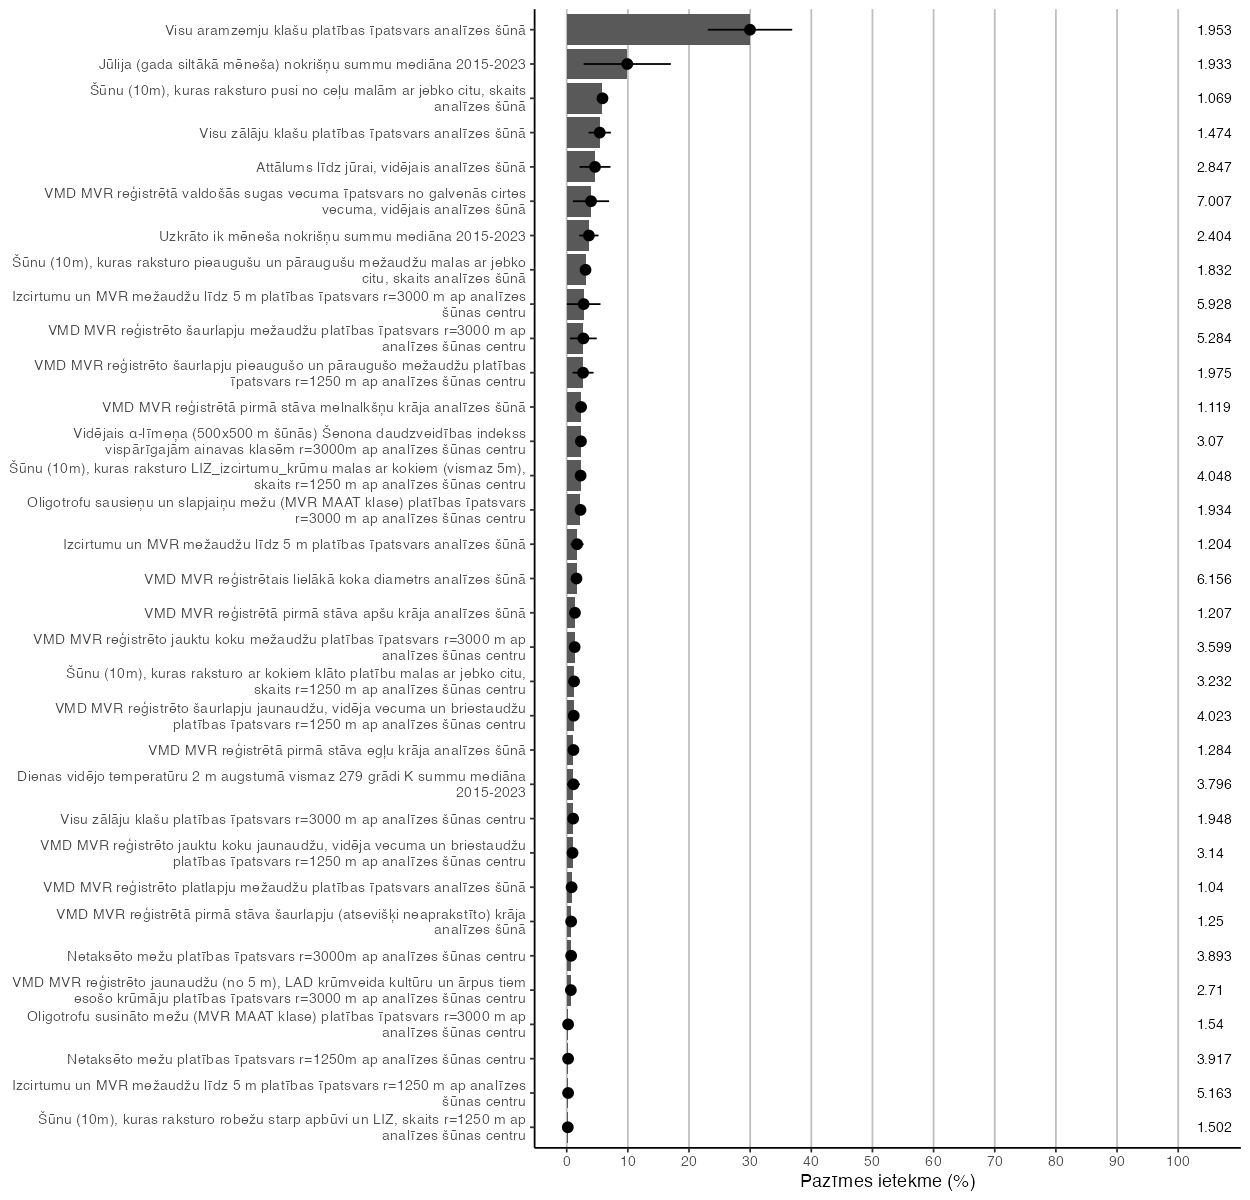 Visu aramzemju klašu platības īpatsvars analīzes šūnā 1.953
Jūlija (gada siltākā mēneša) nokrišņu summu mediāna 2015-2023 1.933
Šūnu (10m), kuras raksturo pusi no ceļu malām ar jebko citu, skaits
analīzes šūnā 1.069
Visu zālāju klašu platības īpatsvars analīzes šūnā 1.474
Attālums līdz jūrai, vidējais analīzes šūnā 2.847
VMD MVR reģistrētā valdošās sugas vecuma īpatsvars no galvenās cirtes
vecuma, vidējais analīzes šūnā 7.007
Uzkrāto ik mēneša nokrišņu summu mediāna 2015-2023 2.404
Šūnu (10m), kuras raksturo pieaugušu un pāraugušu mežaudžu malas ar jebko
citu, skaits analīzes šūnā 1.832
Izcirtumu un MVR mežaudžu līdz 5 m platības īpatsvars r=3000 m ap analīzes
šūnas centru 5.928
VMD MVR reģistrēto šaurlapju mežaudžu platības īpatsvars r=3000 m ap
analīzes šūnas centru 5.284
VMD MVR reģistrēto šaurlapju pieaugušo un pāraugušo mežaudžu platības
īpatsvars r=1250 m ap analīzes šūnas centru 1.975
VMD MVR reģistrētā pirmā stāva melnalkšņu krāja analīzes šūnā 1.119
Vidējais α-līmeņa (500x500 m šūnās) Šenona daudzveidības indekss
vispārīgajām ainavas klasēm r=3000m ap analīzes šūnas centru 3.07
Šūnu (10m), kuras raksturo LIZ_izcirtumu_krūmu malas ar kokiem (vismaz 5m),
skaits r=1250 m ap analīzes šūnas centru 4.048
Oligotrofu sausieņu un slapjaiņu mežu (MVR MAAT klase) platības īpatsvars
r=3000 m ap analīzes šūnas centru 1.934
Izcirtumu un MVR mežaudžu līdz 5 m platības īpatsvars analīzes šūnā 1.204
VMD MVR reģistrētais lielākā koka diametrs analīzes šūnā 6.156
VMD MVR reģistrētā pirmā stāva apšu krāja analīzes šūnā 1.207
VMD MVR reģistrēto jauktu koku mežaudžu platības īpatsvars r=3000 m ap
analīzes šūnas centru 3.599
Šūnu (10m), kuras raksturo ar kokiem klāto platību malas ar jebko citu,
skaits r=1250 m ap analīzes šūnas centru 3.232
VMD MVR reģistrēto šaurlapju jaunaudžu, vidēja vecuma un briestaudžu
platības īpatsvars r=1250 m ap analīzes šūnas centru 4.023
VMD MVR reģistrētā pirmā stāva egļu krāja analīzes šūnā 1.284
Dienas vidējo temperatūru 2 m augstumā vismaz 279 grādi K summu mediāna
2015-2023 3.796
Visu zālāju klašu platības īpatsvars r=3000 m ap analīzes šūnas centru 1.948
VMD MVR reģistrēto jauktu koku jaunaudžu, vidēja vecuma un briestaudžu
platības īpatsvars r=1250 m ap analīzes šūnas centru 3.14
VMD MVR reģistrēto platlapju mežaudžu platības īpatsvars analīzes šūnā 1.04
VMD MVR reģistrētā pirmā stāva šaurlapju (atsevišķi neaprakstīto) krāja
analīzes šūnā 1.25
Netaksēto mežu platības īpatsvars r=3000m ap analīzes šūnas centru 3.893
VMD MVR reģistrēto jaunaudžu (no 5 m), LAD krūmveida kultūru un ārpus tiem
esošo krūmāju platības īpatsvars r=3000 m ap analīzes šūnas centru 2.71
Oligotrofu susināto mežu (MVR MAAT klase) platības īpatsvars r=3000 m ap
analīzes šūnas centru 1.54
Netaksēto mežu platības īpatsvars r=1250m ap analīzes šūnas centru 3.917
Izcirtumu un MVR mežaudžu līdz 5 m platības īpatsvars r=1250 m ap analīzes
šūnas centru 5.163
Šūnu (10m), kuras raksturo robežu starp apbūvi un LIZ, skaits r=1250 m ap
analīzes šūnas centru 1.502
0 10 20 30 40 50 60 70 80 90 100
Pazīmes ietekme (%)